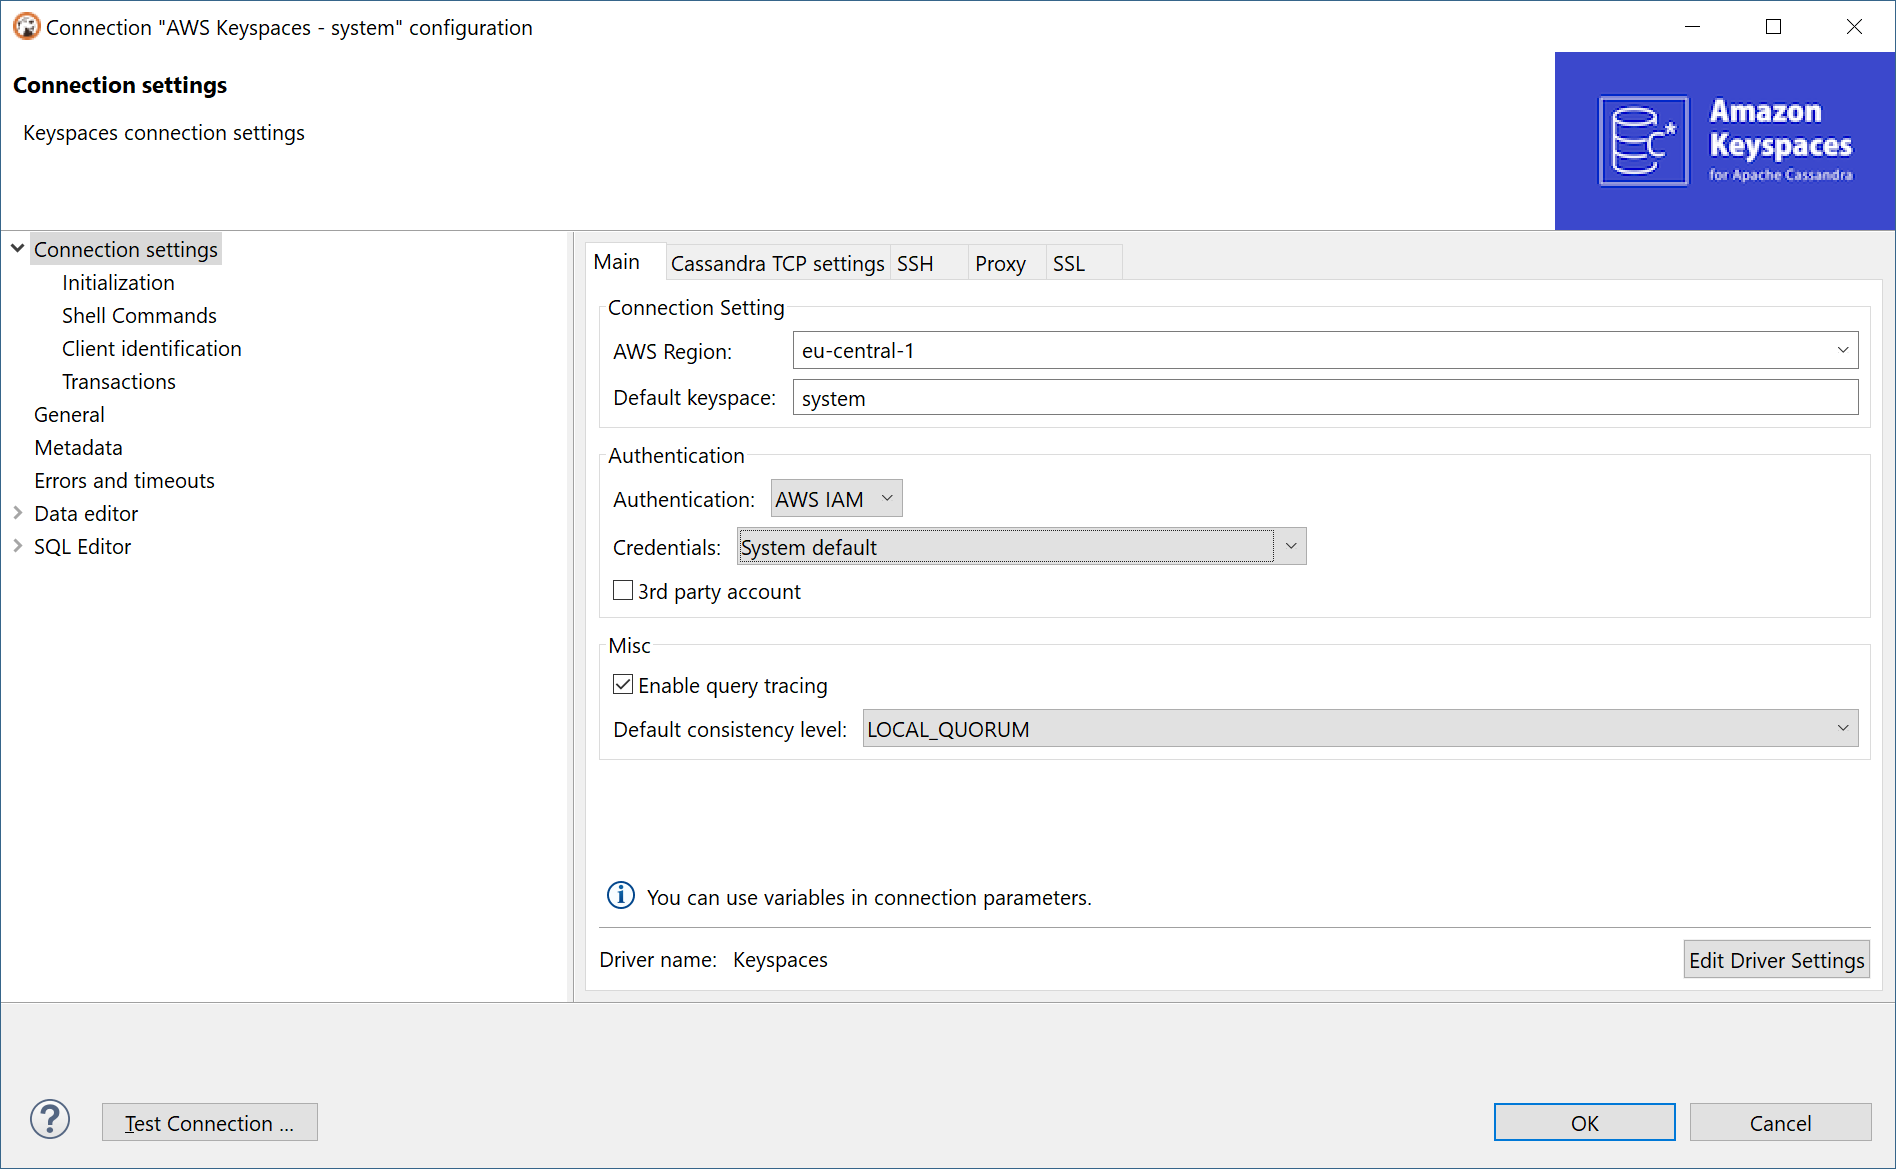 Connection "AWS Keyspaces - system" configuration
Connection settings
Keyspaces connection settings
Amazon
Keyspaces
for Apache Cassandra
Connection settings
Initialization
Shell Commands
Client identification
Transactions
General
Metadata
Errors and timeouts
Data editor
SQL Editor
Main
Cassandra TCP settings
SSH
Proxy
SSL
Connection Setting
AWS Region: eu-central-1
Default keyspace: system
Authentication
Authentication: AWS IAM
Credentials: System default
3rd party account
Misc
Enable query tracing
Default consistency level: LOCAL_QUORUM
You can use variables in connection parameters.
Driver name: Keyspaces
Edit Driver Settings
Test Connection ...
OK
Cancel